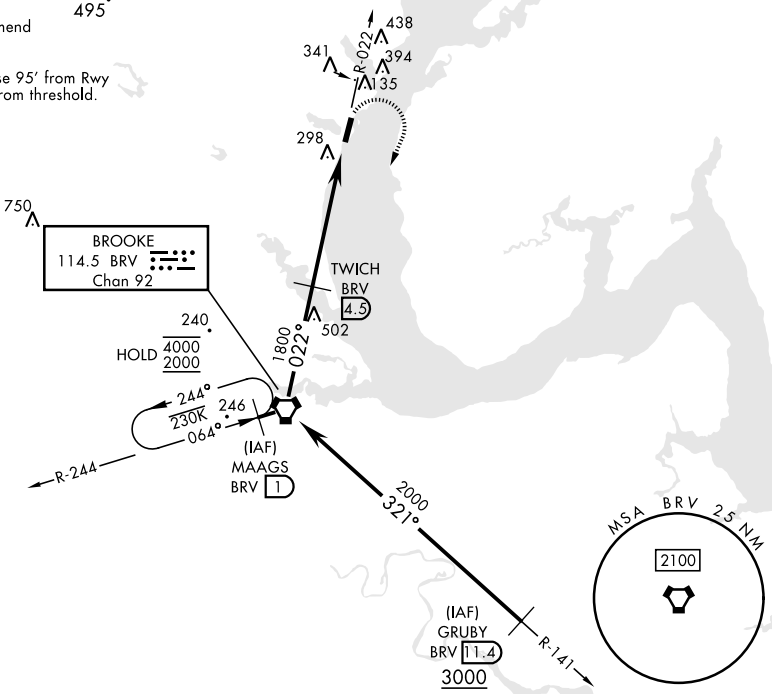 495
mend
se 95' from Rwy
rom threshold.
438
341
R-022
394
135
298
750
BROOKE
114.5 BRV
Chan 92
TWICH
BRV
4.5
502
240
HOLD 4000
2000
1800
022°
244°
230K 246
064°
R-244
(IAF)
MAAGS
BRV 1
2000
321°
MSA BRV 25 NM
2100
(IAF)
GRUBY
BRV 11.4
3000
R-141